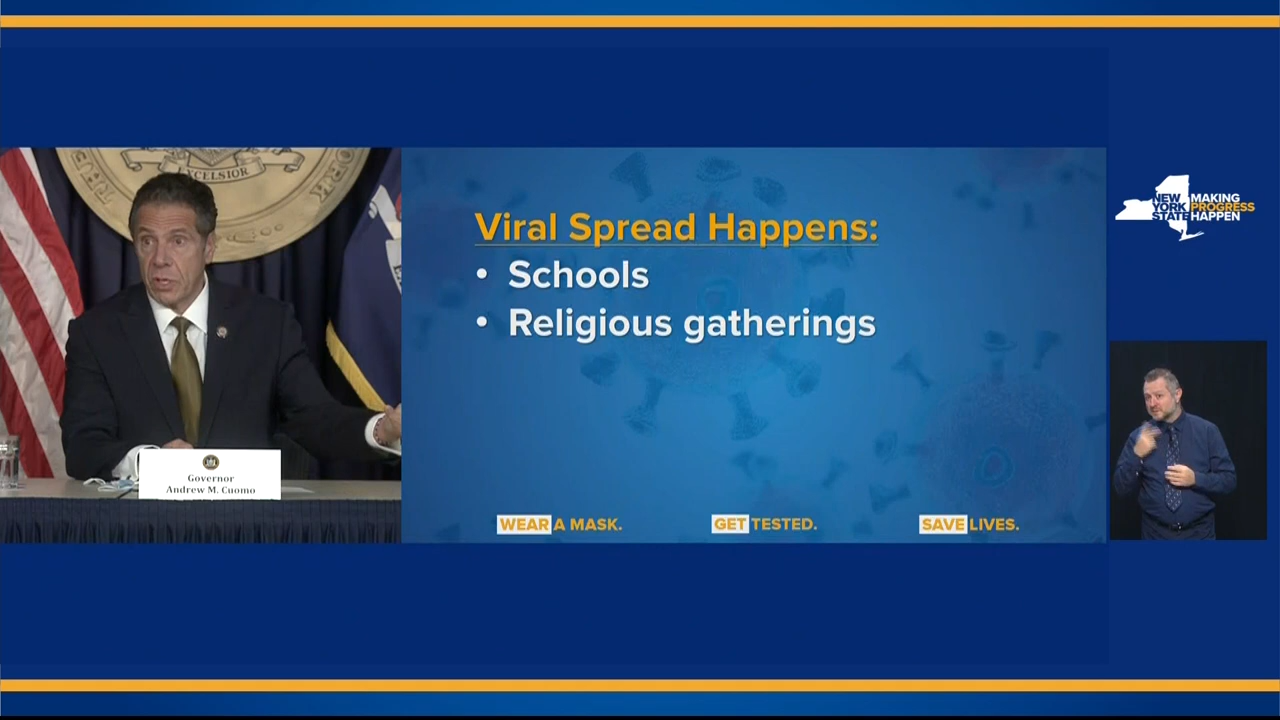 EXCELSIOR
Governor
Andrew M. Cuomo
Viral Spread Happens:
• Schools
• Religious gatherings
WEAR A MASK.
GET TESTED.
SAVE LIVES.
NEW YORK STATE
MAKING PROGRESS HAPPEN